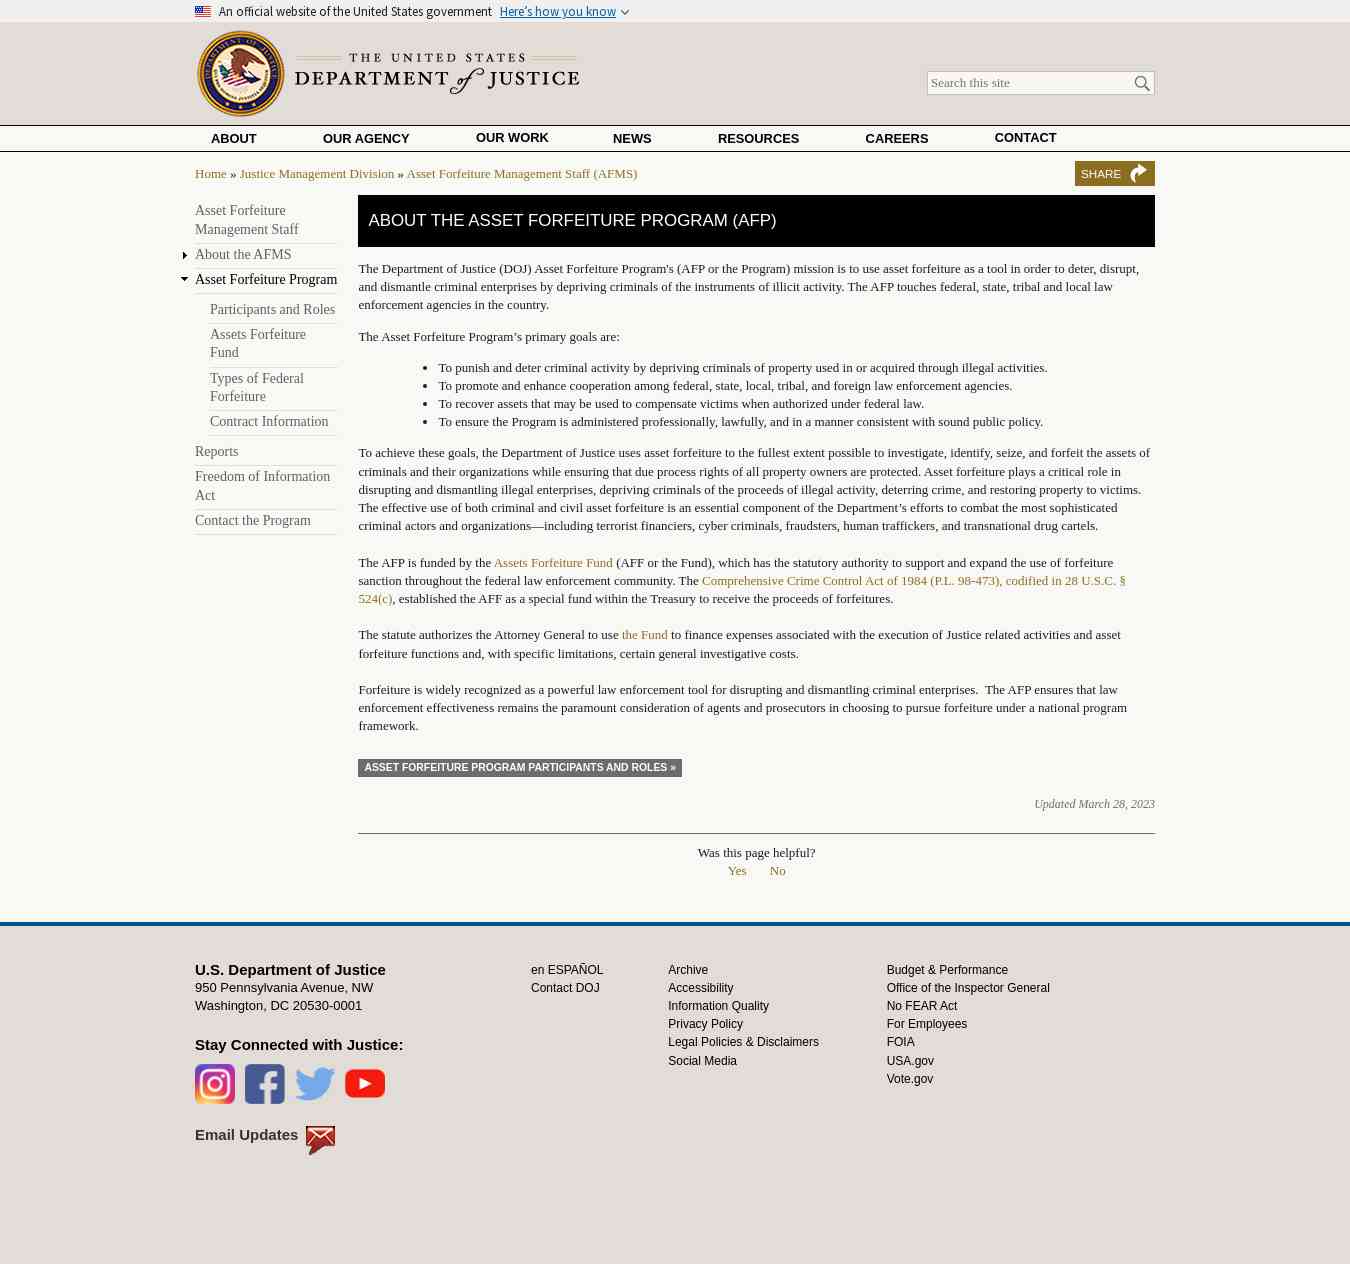 An official website of the United States government Here's how you know
THE UNITED STATES
DEPARTMENT of JUSTICE
Search this site
ABOUT OUR AGENCY OUR WORK NEWS RESOURCES CAREERS CONTACT
Home » Justice Management Division » Asset Forfeiture Management Staff (AFMS)
SHARE
Asset Forfeiture
Management Staff
About the AFMS
Asset Forfeiture Program
Participants and Roles
Assets Forfeiture
Fund
Types of Federal
Forfeiture
Contract Information
Reports
Freedom of Information
Act
Contact the Program
ABOUT THE ASSET FORFEITURE PROGRAM (AFP)
The Department of Justice (DOJ) Asset Forfeiture Program's (AFP or the Program) mission is to use asset forfeiture as a tool in order to deter, disrupt,
and dismantle criminal enterprises by depriving criminals of the instruments of illicit activity. The AFP touches federal, state, tribal and local law
enforcement agencies in the country.
The Asset Forfeiture Program’s primary goals are:
• To punish and deter criminal activity by depriving criminals of property used in or acquired through illegal activities.
• To promote and enhance cooperation among federal, state, local, tribal, and foreign law enforcement agencies.
• To recover assets that may be used to compensate victims when authorized under federal law.
• To ensure the Program is administered professionally, lawfully, and in a manner consistent with sound public policy.
To achieve these goals, the Department of Justice uses asset forfeiture to the fullest extent possible to investigate, identify, seize, and forfeit the assets of
criminals and their organizations while ensuring that due process rights of all property owners are protected. Asset forfeiture plays a critical role in
disrupting and dismantling illegal enterprises, depriving criminals of the proceeds of illegal activity, deterring crime, and restoring property to victims.
The effective use of both criminal and civil asset forfeiture is an essential component of the Department’s efforts to combat the most sophisticated
criminal actors and organizations—including terrorist financiers, cyber criminals, fraudsters, human traffickers, and transnational drug cartels.
The AFP is funded by the Assets Forfeiture Fund (AFF or the Fund), which has the statutory authority to support and expand the use of forfeiture
sanction throughout the federal law enforcement community. The Comprehensive Crime Control Act of 1984 (P.L. 98-473), codified in 28 U.S.C. §
524(c), established the AFF as a special fund within the Treasury to receive the proceeds of forfeitures.
The statute authorizes the Attorney General to use the Fund to finance expenses associated with the execution of Justice related activities and asset
forfeiture functions and, with specific limitations, certain general investigative costs.
Forfeiture is widely recognized as a powerful law enforcement tool for disrupting and dismantling criminal enterprises. The AFP ensures that law
enforcement effectiveness remains the paramount consideration of agents and prosecutors in choosing to pursue forfeiture under a national program
framework.
ASSET FORFEITURE PROGRAM PARTICIPANTS AND ROLES »
Updated March 28, 2023
Was this page helpful?
Yes No
U.S. Department of Justice
950 Pennsylvania Avenue, NW
Washington, DC 20530-0001
Stay Connected with Justice:
Email Updates
en ESPAÑOL
Contact DOJ
Archive
Accessibility
Information Quality
Privacy Policy
Legal Policies & Disclaimers
Social Media
Budget & Performance
Office of the Inspector General
No FEAR Act
For Employees
FOIA
USA.gov
Vote.gov